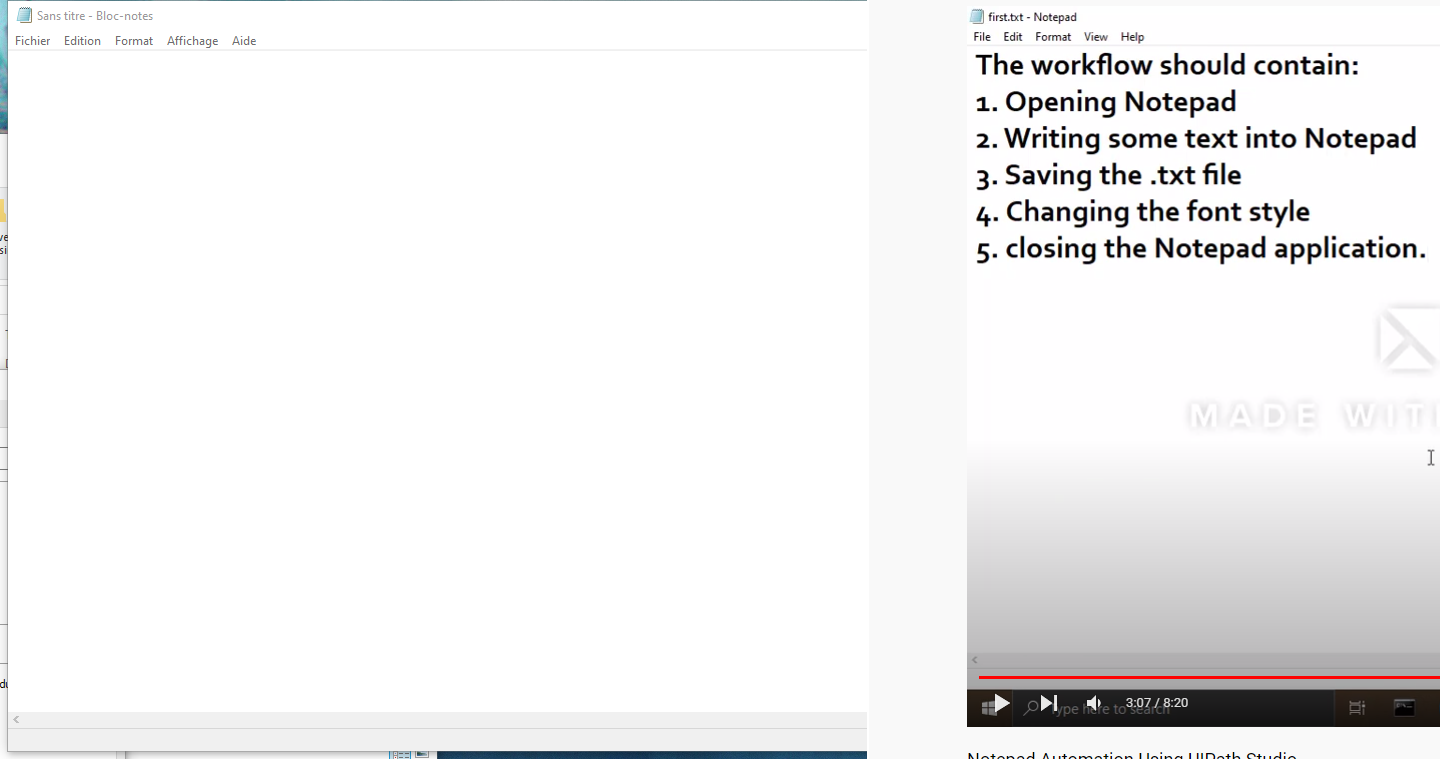 Sans titre - Bloc-notes
Fichier Edition Format Affichage Aide
first.txt - Notepad
File Edit Format View Help
The workflow should contain:
1. Opening Notepad
2. Writing some text into Notepad
3. Saving the .txt file
4. Changing the font style
5. closing the Notepad application.
MADE WITH
3:07 / 8:20
Type here to search
Notepad Automation Using UIPath Studio